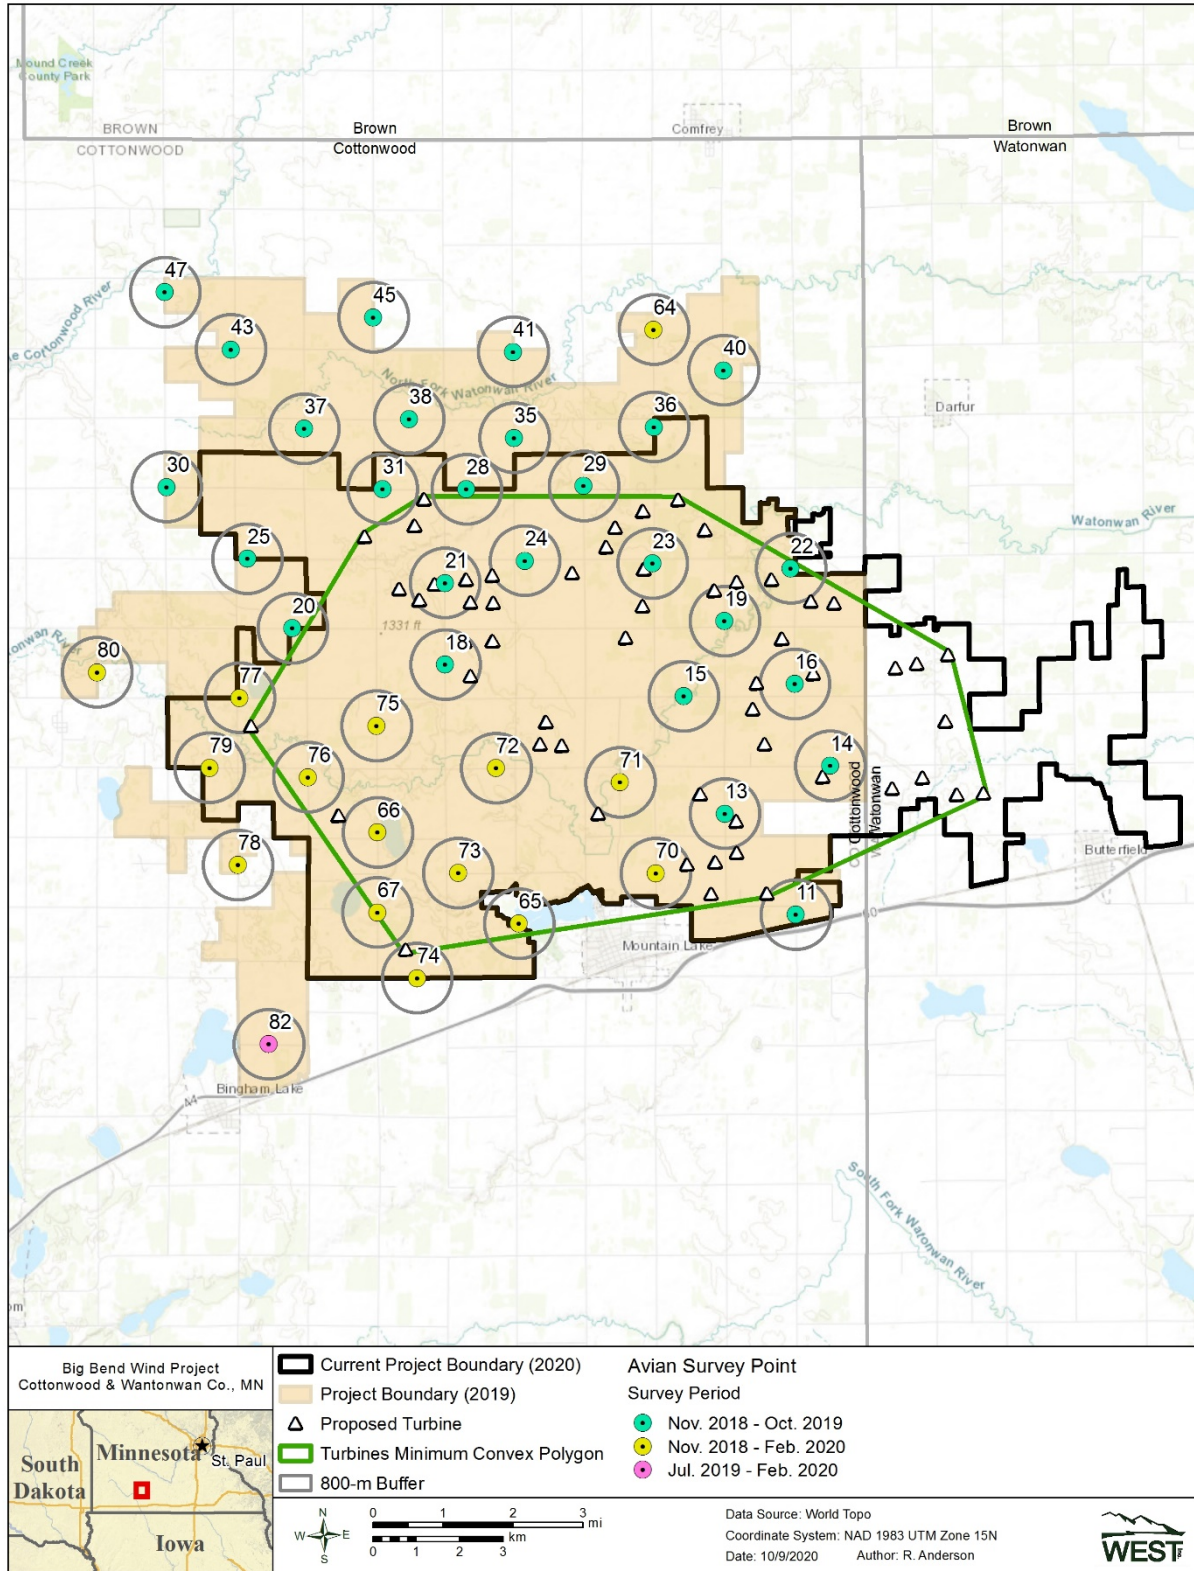 Mound Creek
County Park
BROWN
COTTONWOOD
Brown
Cottonwood
Comfrey
Brown
Watonwan
47
45
43
41
64
40
Cottonwood River
North Fork Watonwan River
37
38
35
36
Darfur
30
31
28
29
Watonwan River
25
21
24
23
22
20
1331 ft
19
18
80
77
75
15
16
79
76
72
71
14
Cottonwood
Watonwan
66
13
78
73
70
Butterfield
67
65
11
60
Mountain Lake
74
82
Bingham Lake
South Fork Watonwan River
Big Bend Wind Project
Cottonwood & Wantonwan Co., MN
South
Dakota
Minnesota
St. Paul
Iowa
Current Project Boundary (2020)
Project Boundary (2019)
Proposed Turbine
Turbines Minimum Convex Polygon
800-m Buffer
Avian Survey Point
Survey Period
Nov. 2018 - Oct. 2019
Nov. 2018 - Feb. 2020
Jul. 2019 - Feb. 2020
N
W E
S
0 1 2 3 mi
km
0 1 2 3
Data Source: World Topo
Coordinate System: NAD 1983 UTM Zone 15N
Date: 10/9/2020 Author: R. Anderson
WEST